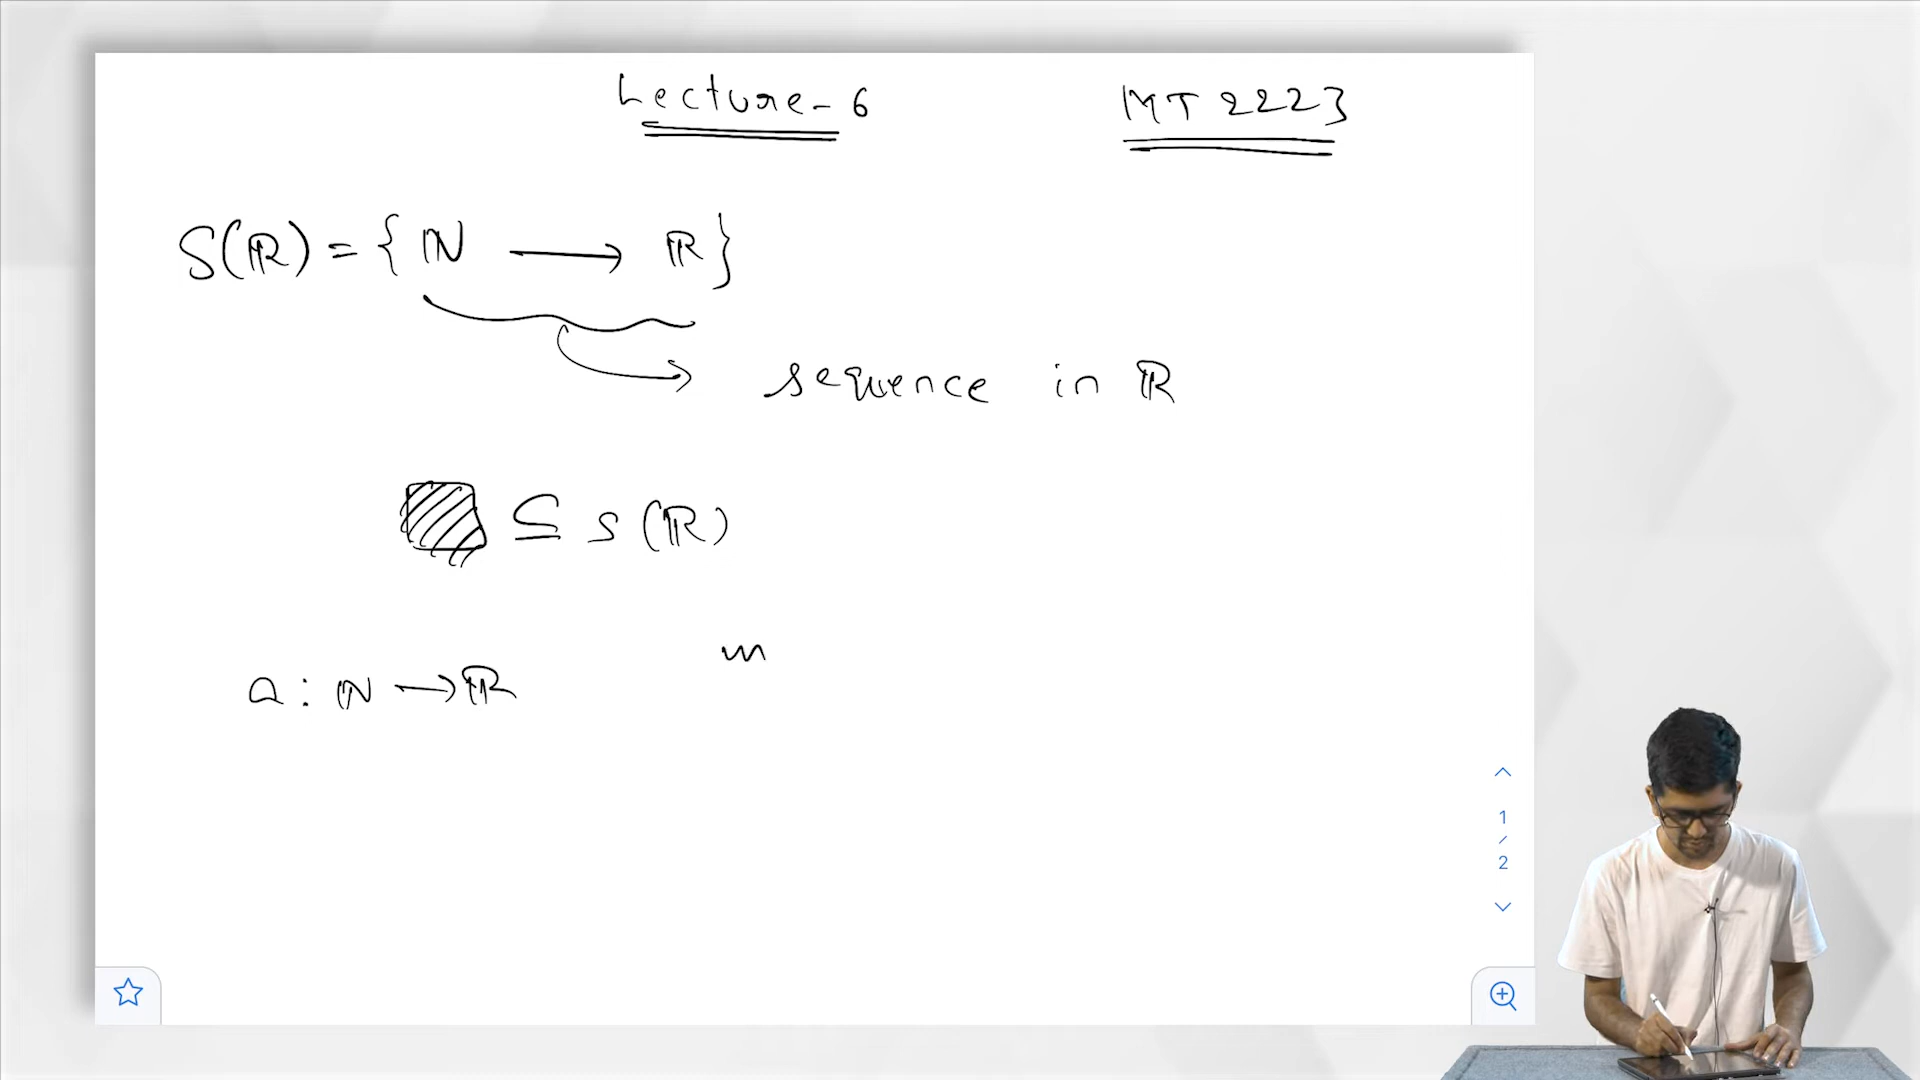 Lecture-6
MT 2223
S(ℝ) = { ℕ ⟶ ℝ }
sequence in ℝ
⊆ S(ℝ)
m
a : ℕ ⟶ ℝ
1
/
2